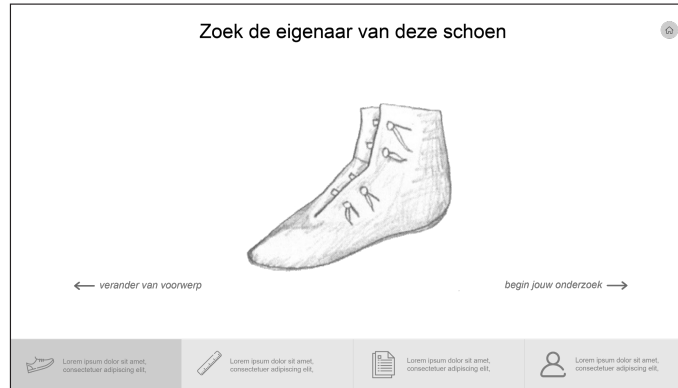 Zoek de eigenaar van deze schoen
verander van voorwerp
begin jouw onderzoek
Lorem ipsum dolor sit amet,
consectetuer adipiscing elit,
Lorem ipsum dolor sit amet,
consectetuer adipiscing elit,
Lorem ipsum dolor sit amet,
consectetuer adipiscing elit,
Lorem ipsum dolor sit amet,
consectetuer adipiscing elit,